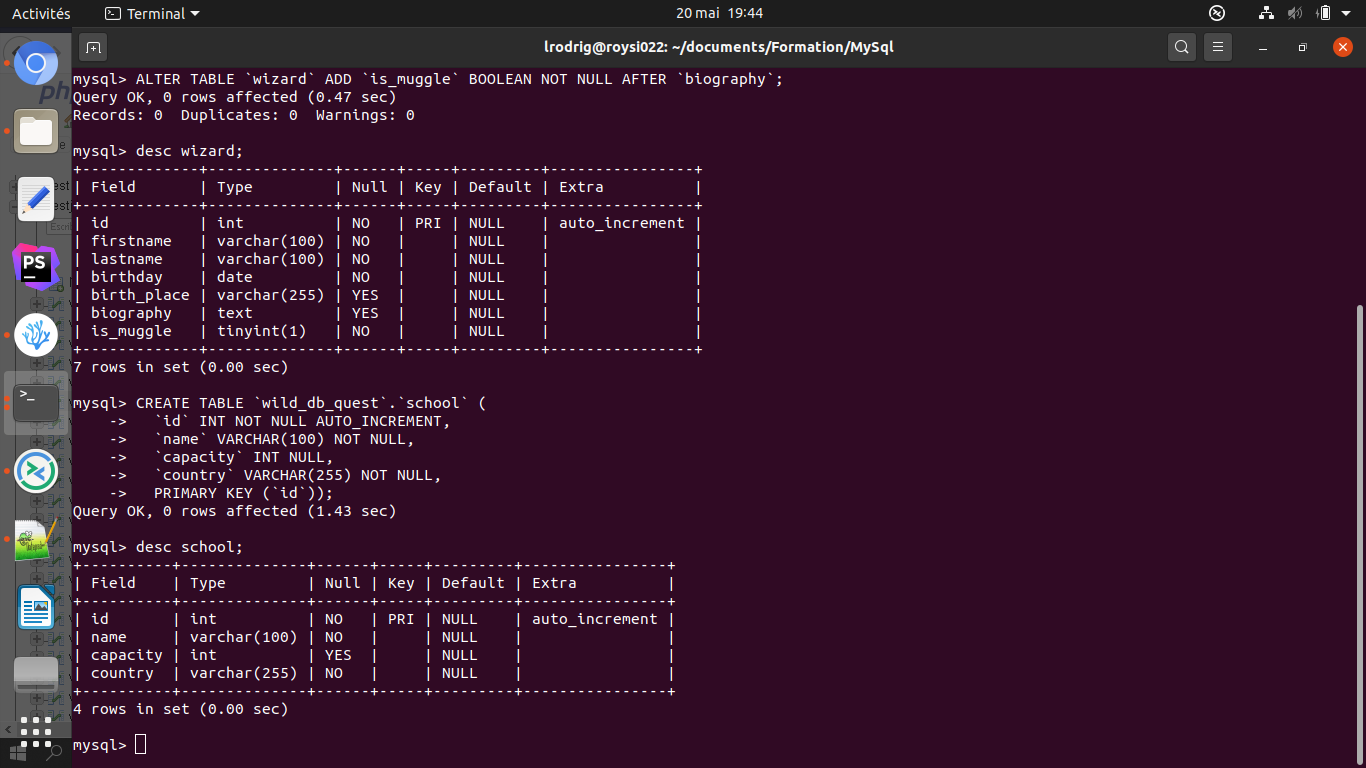 Activités Terminal 20 mai 19:44
lrodrig@roysi022: ~/documents/Formation/MySql
mysql> ALTER TABLE `wizard` ADD `is_muggle` BOOLEAN NOT NULL AFTER `biography`;
Query OK, 0 rows affected (0.47 sec)
Records: 0  Duplicates: 0  Warnings: 0
mysql> desc wizard;
+-------------+--------------+------+-----+---------+----------------+
| Field       | Type         | Null | Key | Default | Extra          |
+-------------+--------------+------+-----+---------+----------------+
| id          | int          | NO   | PRI | NULL    | auto_increment |
| firstname   | varchar(100) | NO   |     | NULL    |                |
| lastname    | varchar(100) | NO   |     | NULL    |                |
| birthday    | date         | NO   |     | NULL    |                |
| birth_place | varchar(255) | YES  |     | NULL    |                |
| biography   | text         | YES  |     | NULL    |                |
| is_muggle   | tinyint(1)   | NO   |     | NULL    |                |
+-------------+--------------+------+-----+---------+----------------+
7 rows in set (0.00 sec)
mysql> CREATE TABLE `wild_db_quest`.`school` (
    ->   `id` INT NOT NULL AUTO_INCREMENT,
    ->   `name` VARCHAR(100) NOT NULL,
    ->   `capacity` INT NULL,
    ->   `country` VARCHAR(255) NOT NULL,
    ->   PRIMARY KEY (`id`));
Query OK, 0 rows affected (1.43 sec)
mysql> desc school;
+----------+--------------+------+-----+---------+----------------+
| Field    | Type         | Null | Key | Default | Extra          |
+----------+--------------+------+-----+---------+----------------+
| id       | int          | NO   | PRI | NULL    | auto_increment |
| name     | varchar(100) | NO   |     | NULL    |                |
| capacity | int          | YES  |     | NULL    |                |
| country  | varchar(255) | NO   |     | NULL    |                |
+----------+--------------+------+-----+---------+----------------+
4 rows in set (0.00 sec)
mysql>
PS